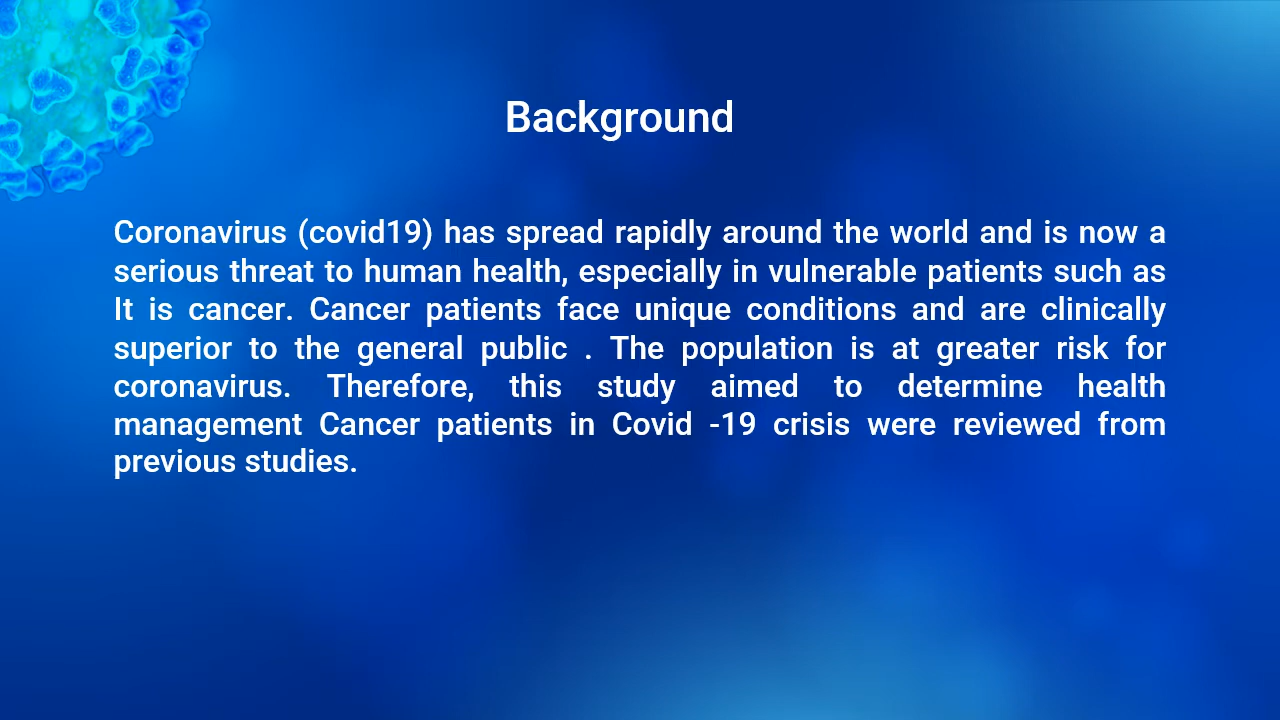 Background
Coronavirus (covid19) has spread rapidly around the world and is now a
serious threat to human health, especially in vulnerable patients such as
It is cancer. Cancer patients face unique conditions and are clinically
superior to the general public . The population is at greater risk for
coronavirus. Therefore, this study aimed to determine health
management Cancer patients in Covid -19 crisis were reviewed from
previous studies.